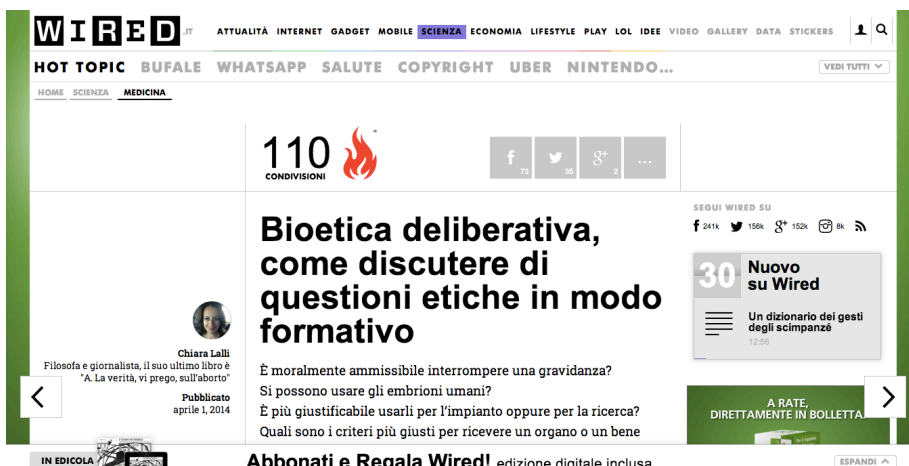 WIRED.IT
ATTUALITÀ INTERNET GADGET MOBILE SCIENZA ECONOMIA LIFESTYLE PLAY LOL IDEE VIDEO GALLERY DATA STICKERS
HOT TOPIC BUFALE WHATSAPP SALUTE COPYRIGHT UBER NINTENDO...
VEDI TUTTI
HOME SCIENZA MEDICINA
110
CONDIVISIONI
f 73
35
g+ 2
...
SEGUI WIRED SU
f 241k 156k g+ 152k 8k
Bioetica deliberativa,
come discutere di
questioni etiche in modo
formativo
30
Nuovo
su Wired
Un dizionario dei gesti
degli scimpanzé
12:56
Chiara Lalli
Filosofa e giornalista, il suo ultimo libro è
"A. La verità, vi prego, sull'aborto"
Pubblicato
aprile 1, 2014
È moralmente ammissibile interrompere una gravidanza?
Si possono usare gli embrioni umani?
È più giustificabile usarli per l'impianto oppure per la ricerca?
Quali sono i criteri più giusti per ricevere un organo o un bene
A RATE,
DIRETTAMENTE IN BOLLETTA.
IN EDICOLA
Abbonati e Regala Wired! edizione digitale inclusa
ESPANDI